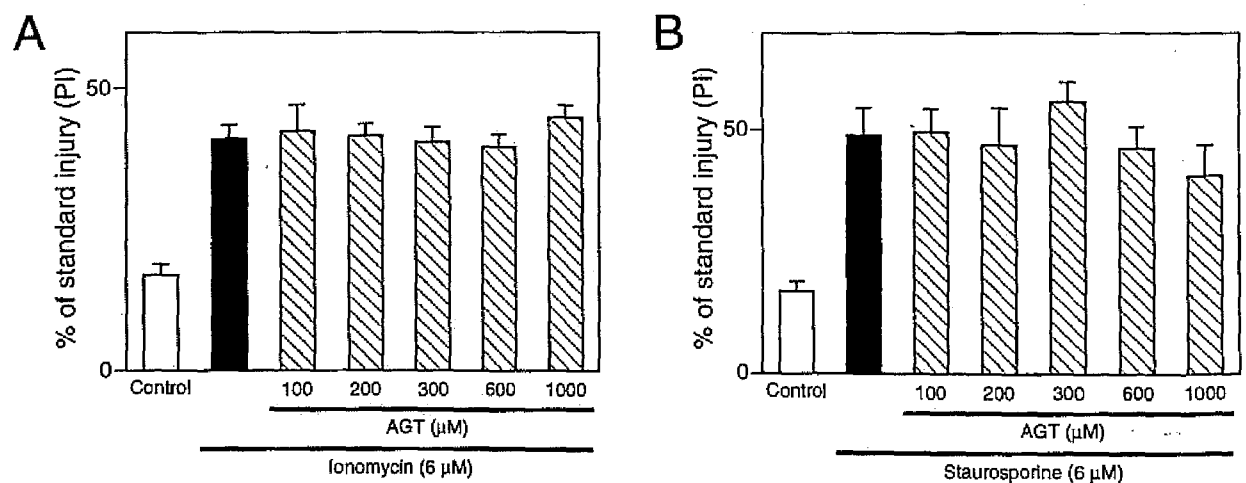 A
% of standard injury (PI)
50
0
Control
100 200 300 600 1000
AGT (µM)
Ionomycin (6 µM)
B
% of standard injury (PI)
50
0
Control
100 200 300 600 1000
AGT (µM)
Staurosporine (6 µM)